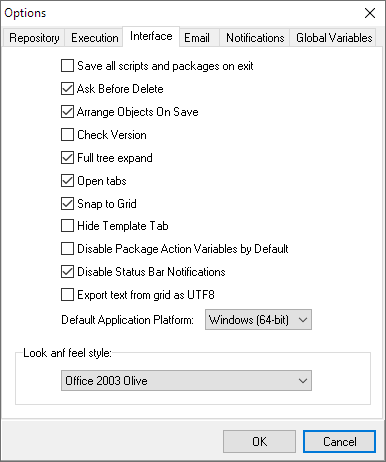 Options
Repository Execution Interface Email Notifications Global Variables
Save all scripts and packages on exit
Ask Before Delete
Arrange Objects On Save
Check Version
Full tree expand
Open tabs
Snap to Grid
Hide Template Tab
Disable Package Action Variables by Default
Disable Status Bar Notifications
Export text from grid as UTF8
Default Application Platform: Windows (64-bit)
Look anf feel style:
Office 2003 Olive
OK Cancel